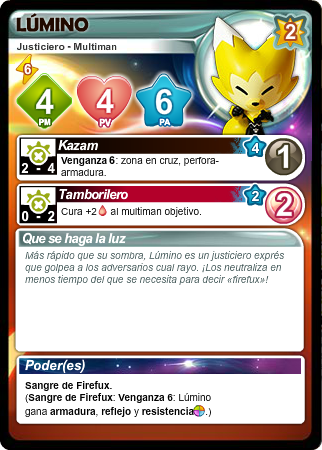 LÚMINO
2
Justiciero - Multiman
6
4
PM
4
PV
6
PA
Kazam
4
1
2 - 4
Venganza 6: zona en cruz, perfora-
armadura.
Tamborilero
2
2
0 - 2
Cura +2 al multiman objetivo.
Que se haga la luz
Más rápido que su sombra, Lúmino es un justiciero exprés
que golpea a los adversarios cual rayo. ¡Los neutraliza en
menos tiempo del que se necesita para decir «firefux»!
Poder(es)
Sangre de Firefux.
(Sangre de Firefux: Venganza 6: Lúmino
gana armadura, reflejo y resistencia.)